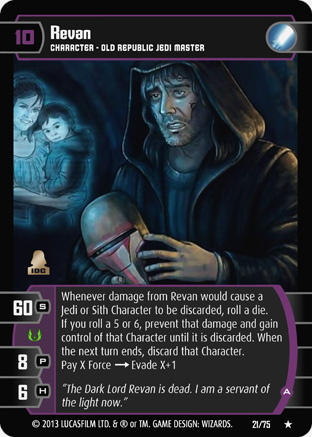 10
Revan
CHARACTER - OLD REPUBLIC JEDI MASTER
IDC
60 S
8 P
6 H
Whenever damage from Revan would cause a
Jedi or Sith Character to be discarded, roll a die.
If you roll a 5 or 6, prevent that damage and gain
control of that Character until it is discarded. When
the next turn ends, discard that Character.
Pay X Force → Evade X+1
"The Dark Lord Revan is dead. I am a servant of
the light now."
A
© 2013 LUCASFILM LTD. & ® or TM. GAME DESIGN: WIZARDS. 21/75 ★